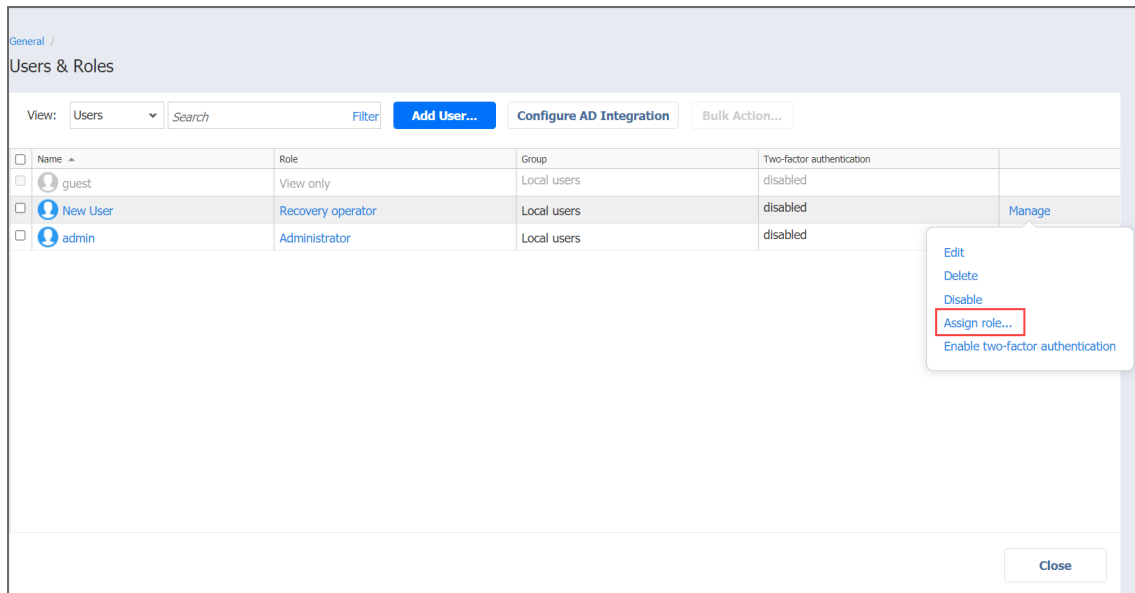 General /
Users & Roles
View: Users Search Filter Add User... Configure AD Integration Bulk Action...
Name Role Group Two-factor authentication
guest View only Local users disabled
New User Recovery operator Local users disabled Manage
admin Administrator Local users disabled
Edit
Delete
Disable
Assign role...
Enable two-factor authentication
Close